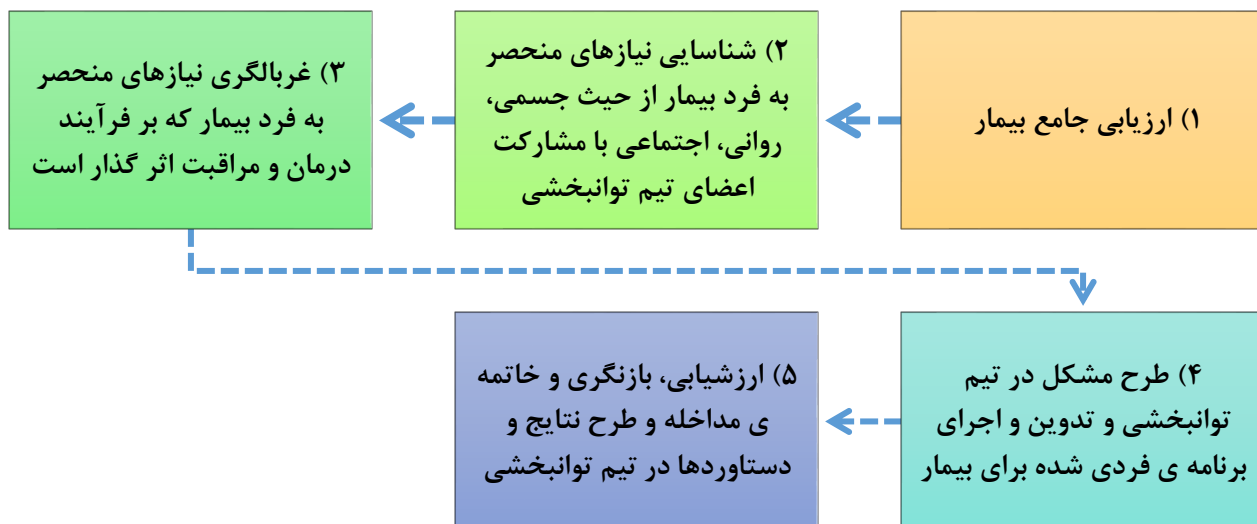 ۱) ارزیابی جامع بیمار
۲) شناسایی نیازهای منحصر
به فرد بیمار از حیث جسمی،
روانی، اجتماعی با مشارکت
اعضای تیم توانبخشی
۳) غربالگری نیازهای منحصر
به فرد بیمار که بر فرآیند
درمان و مراقبت اثر گذار است
۴) طرح مشکل در تیم
توانبخشی و تدوین و اجرای
برنامه ی فردی شده برای بیمار
۵) ارزشیابی، بازنگری و خاتمه
ی مداخله و طرح نتایج و
دستاوردها در تیم توانبخشی